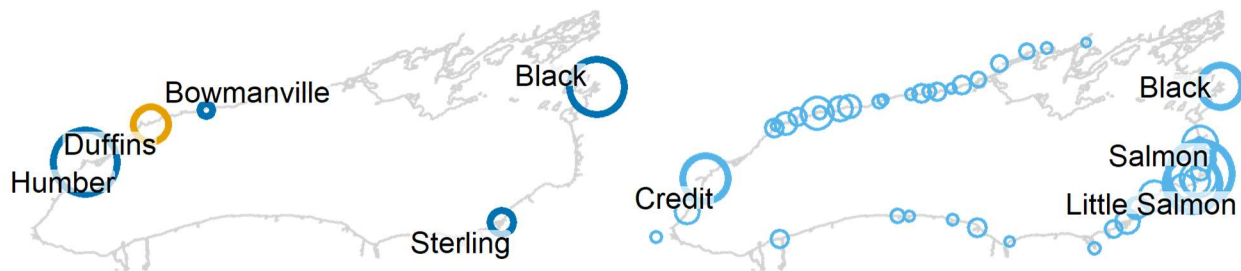 Black
Bowmanville
Duffins
Humber
Sterling
Black
Salmon
Credit
Little Salmon